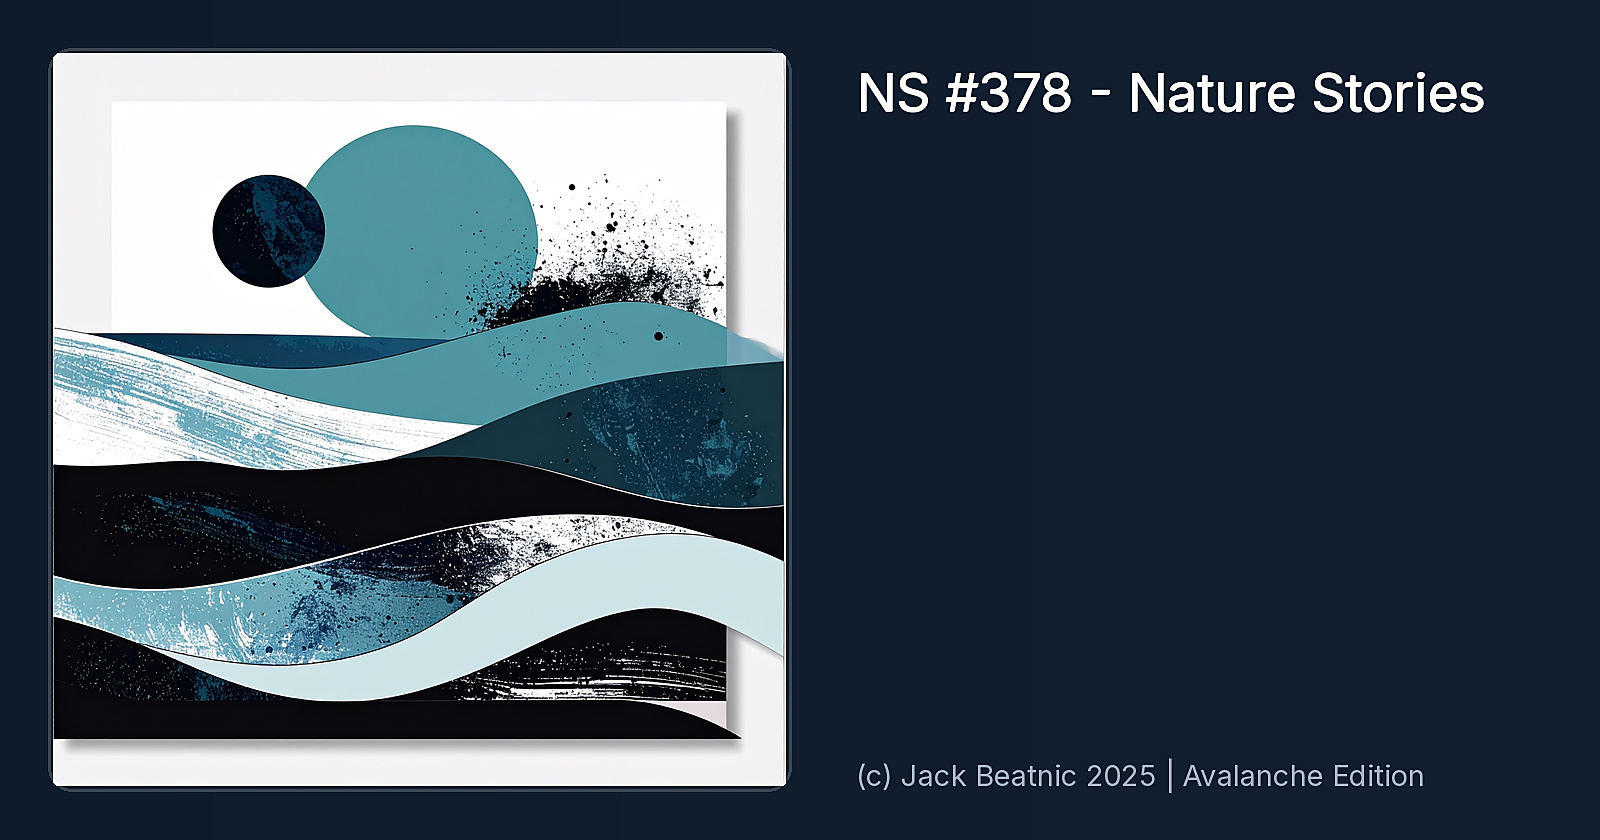 NS #378 - Nature Stories
(c) Jack Beatnic 2025 | Avalanche Edition